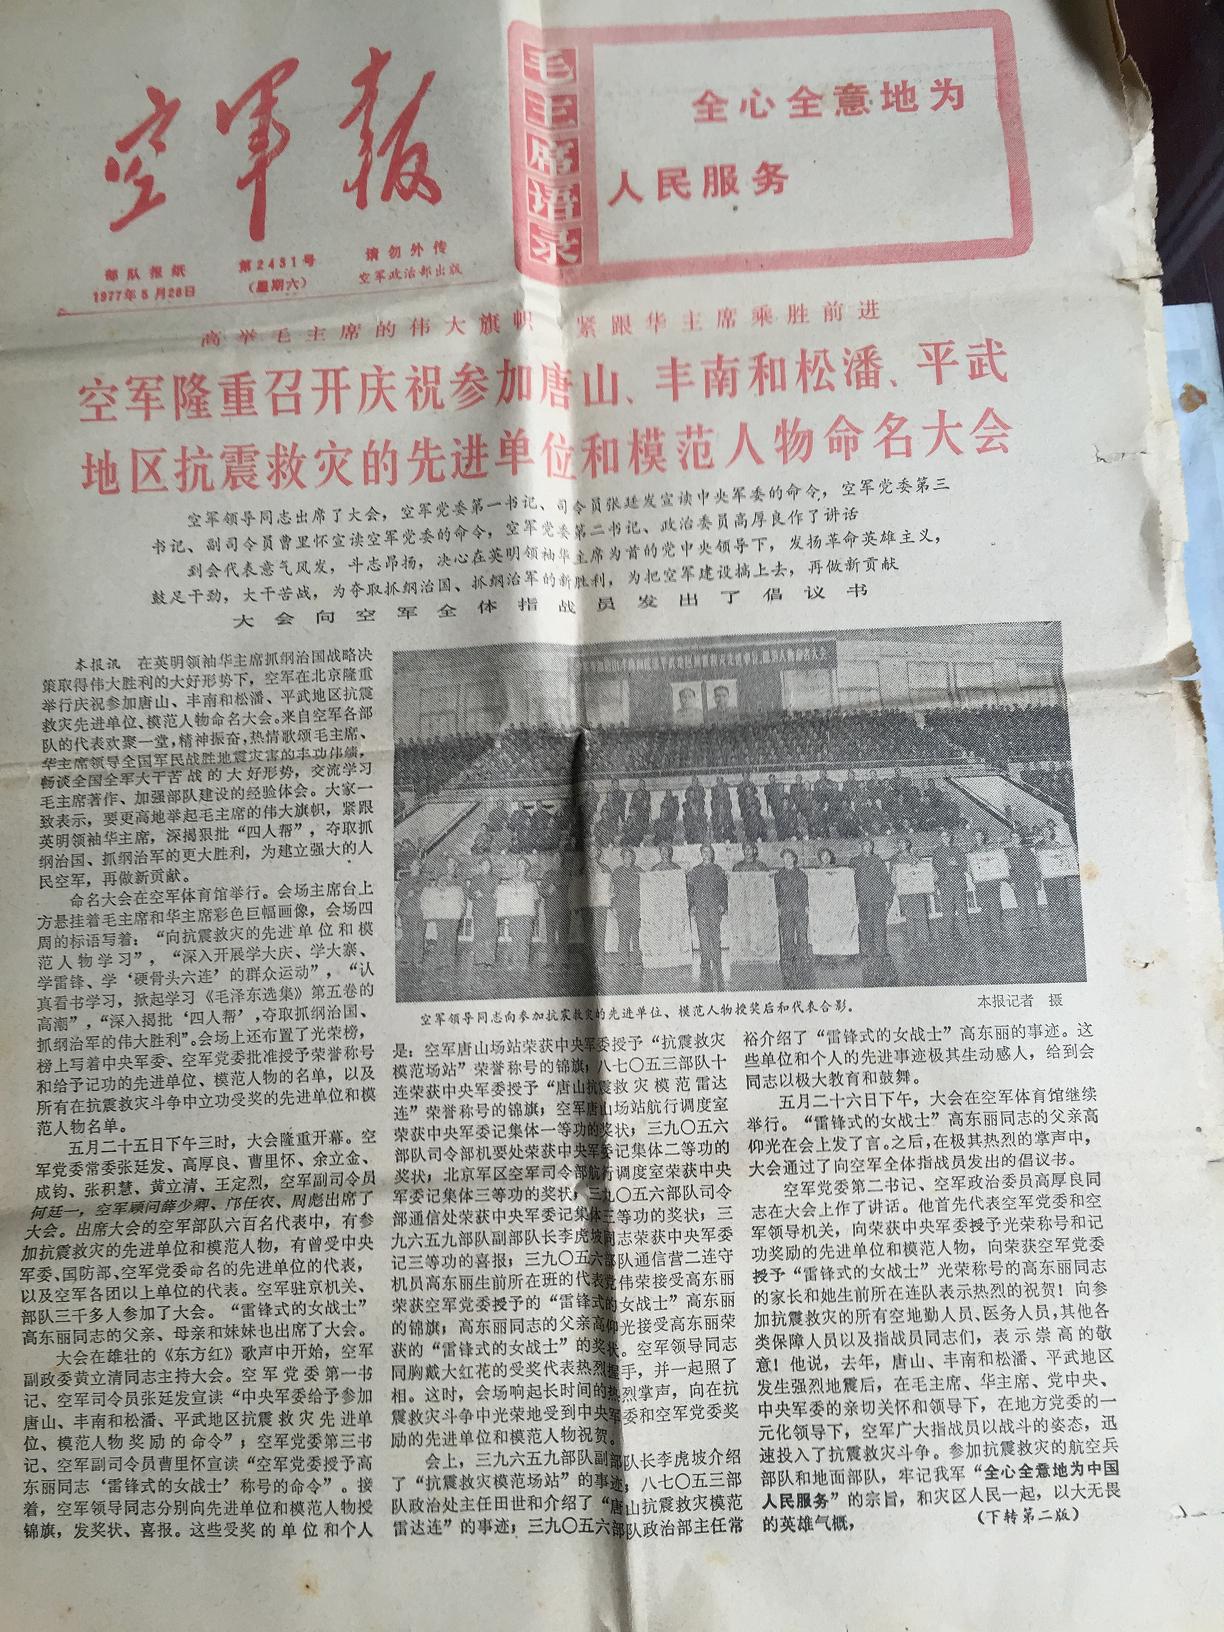 空军报
部队报纸
1977年5月28日
第2431号
(星期六)
请勿外传
空军政治部出版
毛主席语录
全心全意地为
人民服务
高举毛主席的伟大旗帜 紧跟华主席乘胜前进
空军隆重召开庆祝参加唐山、丰南和松潘、平武
地区抗震救灾的先进单位和模范人物命名大会
空军领导同志出席了大会，空军党委第一书记、司令员张廷发宣读中央军委的命令，空军党委第三
书记、副司令员曹里怀宣读空军党委的命令，空军党委第二书记、政治委员高厚良作了讲话
到会代表意气风发，斗志昂扬，决心在英明领袖华主席为首的党中央领导下，发扬革命英雄主义，
鼓足干劲，大干苦战，为夺取抓纲治国、抓纲治军的新胜利，为把空军建设搞上去，再做新贡献
大会向空军全体指战员发出了倡议书
本报讯 在英明领袖华主席抓纲治国战略决
策取得伟大胜利的大好形势下，空军在北京隆重
举行庆祝参加唐山、丰南和松潘、平武地区抗震
救灾先进单位、模范人物命名大会。来自空军各部
队的代表欢聚一堂，精神振奋，热情歌颂毛主席、
华主席领导全国军民战胜地震灾害的丰功伟绩，
畅谈全国全军大干苦战的大好形势，交流学习
毛主席著作、加强部队建设的经验体会。大家一
致表示，要更高地举起毛主席的伟大旗帜，紧跟
英明领袖华主席，深揭狠批“四人帮”，夺取抓
纲治国、抓纲治军的更大胜利，为建立强大的人
民空军，再做新贡献。
命名大会在空军体育馆举行。会场主席台上
方悬挂着毛主席和华主席彩色巨幅画像，会场四
周的标语写着：“向抗震救灾的先进单位和模
范人物学习”，“深入开展学大庆、学大寨、
学雷锋、学‘硬骨头六连’的群众运动”，“认
真看书学习，掀起学习《毛泽东选集》第五卷的
高潮”，“深入揭批‘四人帮’，夺取抓纲治国、
抓纲治军的伟大胜利”。会场上还布置了光荣榜，
榜上写着中央军委、空军党委批准授予荣誉称号
和给予记功的先进单位、模范人物的名单，以及
所有在抗震救灾斗争中立功受奖的先进单位和模
范人物名单。
五月二十五日下午三时，大会隆重开幕。空
军党委常委张廷发、高厚良、曹里怀、余立金、
成钧、张积慧、黄立清、王定烈，空军副司令员
何廷一，空军顾问薛少卿、邝任农、周彪出席了
大会。出席大会的空军部队六百名代表中，有参
加抗震救灾的先进单位和模范人物，有曾受中央
军委、国防部、空军党委命名的先进单位的代表，
以及空军各团以上单位的代表。空军驻京机关、
部队三千多人参加了大会。“雷锋式的女战士”
高东丽同志的父亲、母亲和妹妹也出席了大会。
大会在雄壮的《东方红》歌声中开始，空军
副政委黄立清同志主持大会。空军党委第一书
记、空军司令员张廷发宣读“中央军委给予参加
唐山、丰南和松潘、平武地区抗震救灾先进单
位、模范人物奖励的命令”；空军党委第三书
记、空军副司令员曹里怀宣读“空军党委授予高
东丽同志‘雷锋式女战士’称号的命令”。接
着，空军领导同志分别向先进单位和模范人物授
锦旗，发奖状、喜报。这些受奖的单位和个人
空军领导同志向参加抗震救灾的先进单位、模范人物授奖后和代表合影。
本报记者 摄
是：空军唐山场站荣获中央军委授予“抗震救灾
模范场站”荣誉称号的锦旗；八七〇五三部队十
连荣获中央军委授予“唐山抗震救灾模范雷达
连”荣誉称号的锦旗；空军唐山场站航行调度室
荣获中央军委记集体一等功的奖状；三九〇五六
部队司令部机要处荣获中央军委记集体二等功的
奖状；北京军区空军司令部航行调度室荣获中央
军委记集体三等功的奖状；三九〇五六部队司令
部通信处荣获中央军委记集体三等功的奖状；三
九六五九部队副部队长李虎坡同志荣获中央军委
记三等功的喜报；三九〇五六部队通信营二连守
机员高东丽生前所在班的代表党伟荣接受高东丽
荣获空军党委授予的“雷锋式的女战士”高东丽
的锦旗；高东丽同志的父亲高仰光接受高东丽荣
获的“雷锋式的女战士”的奖状。空军领导同志
同胸戴大红花的受奖代表热烈握手，并一起照了
相。这时，会场响起长时间的热烈掌声，向在抗
震救灾斗争中光荣地受到中央军委和空军党委奖
励的先进单位和模范人物祝贺。
会上，三九六五九部队副部队长李虎坡介绍
了“抗震救灾模范场站”的事迹；八七〇五三部
队政治处主任田世和介绍了“唐山抗震救灾模范
雷达连”的事迹；三九〇五六部队政治部主任常
裕介绍了“雷锋式的女战士”高东丽的事迹。这
些单位和个人的先进事迹极其生动感人，给到会
同志以极大教育和鼓舞。
五月二十六日下午，大会在空军体育馆继续
举行。“雷锋式的女战士”高东丽同志的父亲高
仰光在会上发了言。之后，在极其热烈的掌声中，
大会通过了向空军全体指战员发出的倡议书。
空军党委第二书记、空军政治委员高厚良同
志在大会上作了讲话。他首先代表空军党委和空
军领导机关，向荣获中央军委授予光荣称号和记
功奖励的先进单位和模范人物，向荣获空军党委
授予“雷锋式的女战士”光荣称号的高东丽同志
的家长和她生前所在连队表示热烈的祝贺！向参
加抗震救灾的所有空地勤人员、医务人员，其他各
类保障人员以及指战员同志们，表示崇高的敬
意！他说，去年，唐山、丰南和松潘、平武地区
发生强烈地震后，在毛主席、华主席、党中央、
中央军委的亲切关怀和领导下，在地方党委的一
元化领导下，空军广大指战员以战斗的姿态，迅
速投入了抗震救灾斗争。参加抗震救灾的航空兵
部队和地面部队，牢记我军“全心全意地为中国
人民服务”的宗旨，和灾区人民一起，以大无畏
的英雄气概，
(下转第二版)